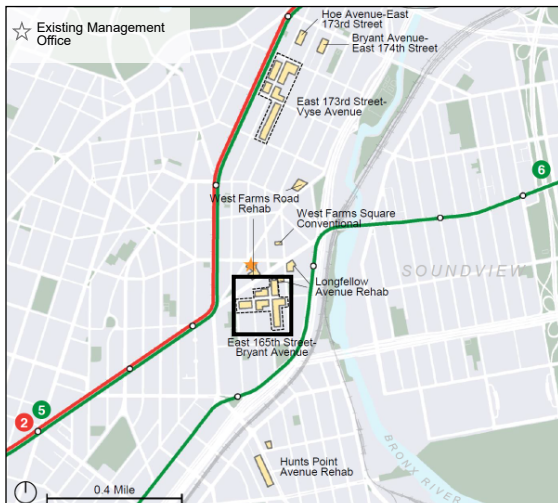 Existing Management
Office
Hoe Avenue-East
173rd Street
Bryant Avenue-
East 174th Street
East 173rd Street-
Vyse Avenue
6
West Farms Road
Rehab
West Farms Square
Conventional
SOUNDVIEW
Longfellow
Avenue Rehab
East 165th Street-
Bryant Avenue
5
2
Hunts Point
Avenue Rehab
BRONX RIVER
0.4 Mile